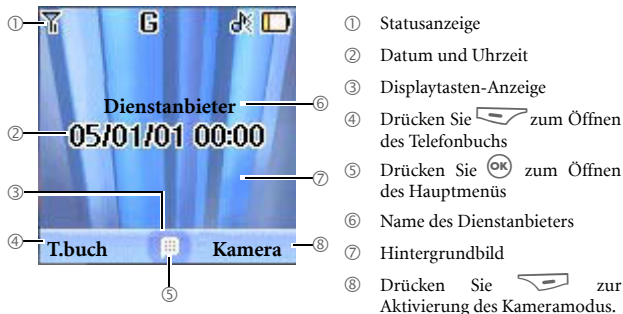 ① G
Dienstanbieter
⑥
② 05/01/01 00:00
⑦
③
④ T.buch Kamera ⑧
⑤
① Statusanzeige
② Datum und Uhrzeit
③ Displaytasten-Anzeige
④ Drücken Sie zum Öffnen
des Telefonbuchs
⑤ Drücken Sie OK zum Öffnen
des Hauptmenüs
⑥ Name des Dienstanbieters
⑦ Hintergrundbild
⑧ Drücken Sie zur
Aktivierung des Kameramodus.